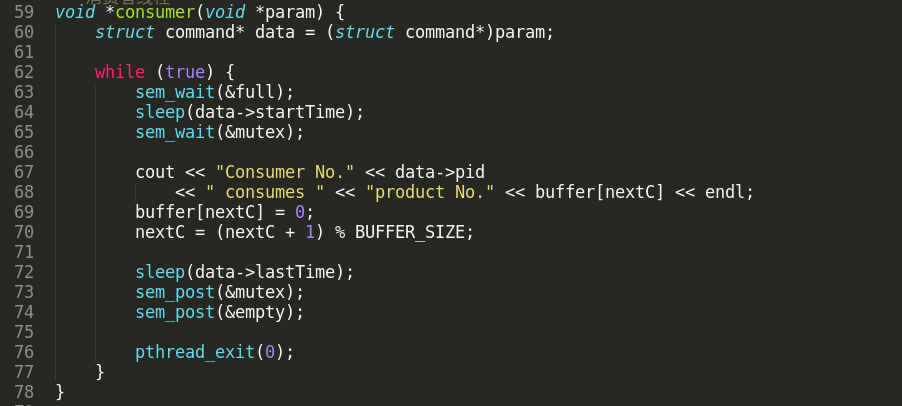 59 void *consumer(void *param) {
60     struct command* data = (struct command*)param;
61
62     while (true) {
63         sem_wait(&full);
64         sleep(data->startTime);
65         sem_wait(&mutex);
66
67         cout << "Consumer No." << data->pid
68             << " consumes " << "product No." << buffer[nextC] << endl;
69         buffer[nextC] = 0;
70         nextC = (nextC + 1) % BUFFER_SIZE;
71
72         sleep(data->lastTime);
73         sem_post(&mutex);
74         sem_post(&empty);
75
76         pthread_exit(0);
77     }
78 }